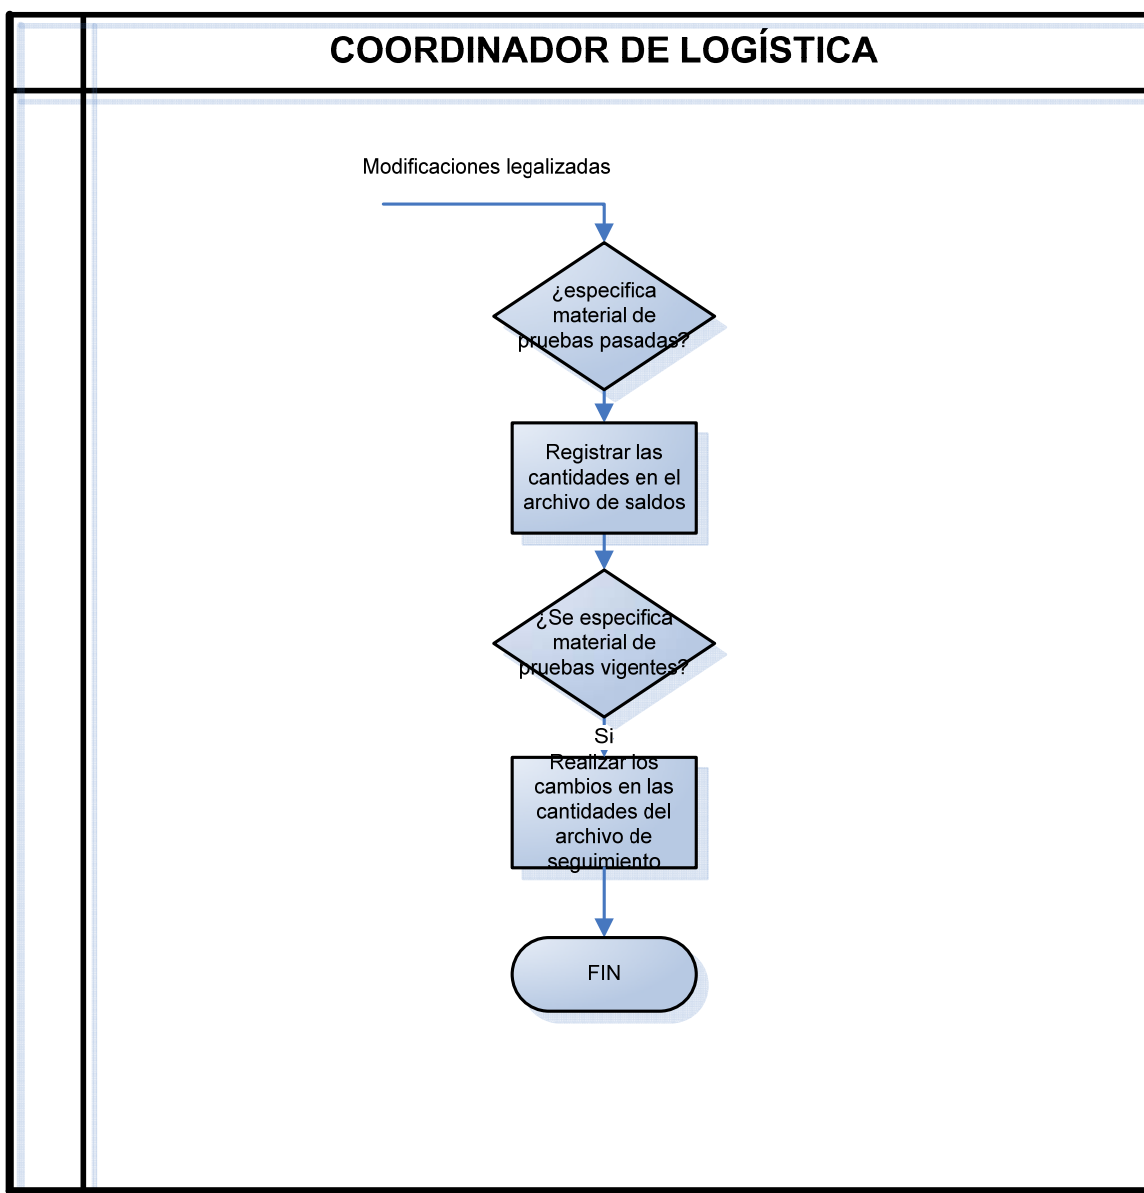 COORDINADOR DE LOGÍSTICA
Modificaciones legalizadas
¿especifica
material de
pruebas pasadas?
Registrar las
cantidades en el
archivo de saldos
¿Se especifica
material de
pruebas vigentes?
Si
Realizar los
cambios en las
cantidades del
archivo de
seguimiento
FIN